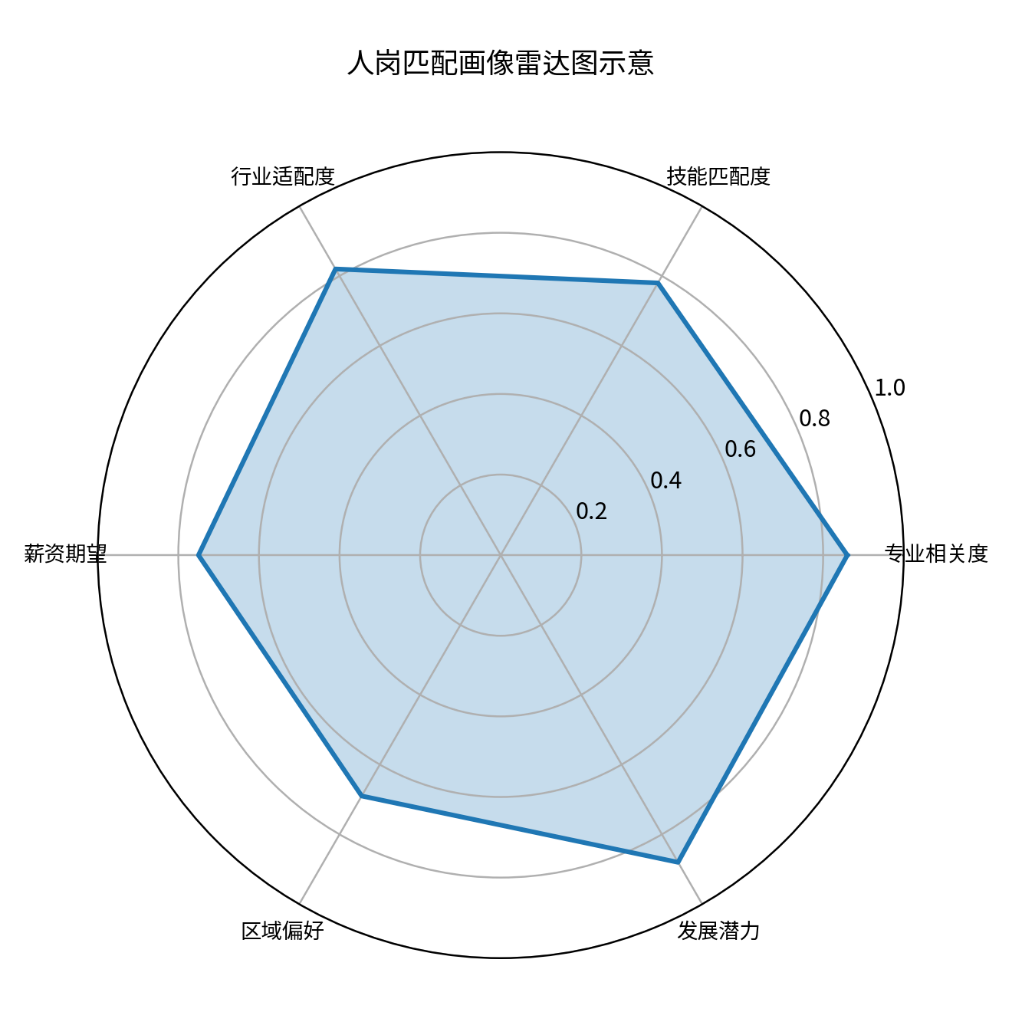 人岗匹配画像雷达图示意
行业适配度
技能匹配度
1.0
0.8
0.6
0.4
0.2
薪资期望
专业相关度
区域偏好
发展潜力